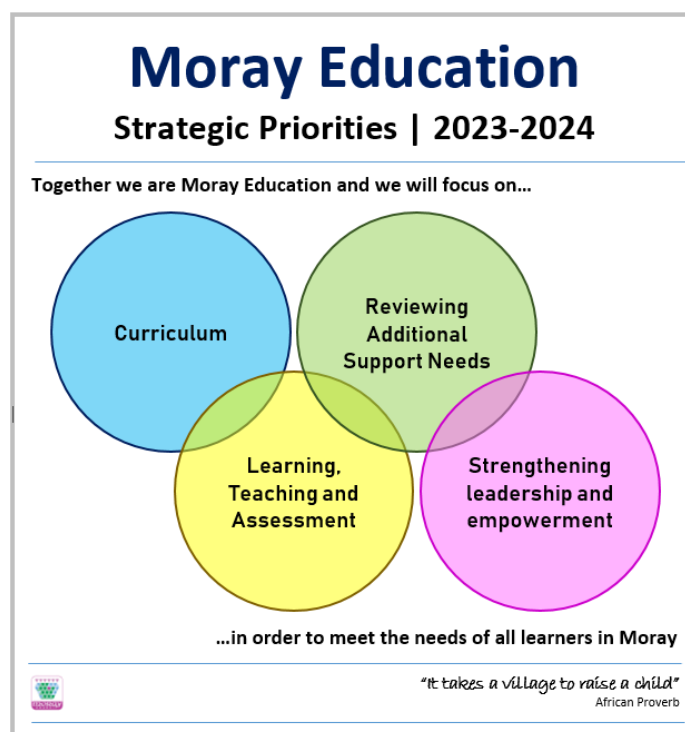 Moray Education
Strategic Priorities | 2023-2024
Together we are Moray Education and we will focus on...
Curriculum
Reviewing
Additional
Support Needs
Learning,
Teaching and
Assessment
Strengthening
leadership and
empowerment
...in order to meet the needs of all learners in Moray
“It takes a village to raise a child”
African Proverb